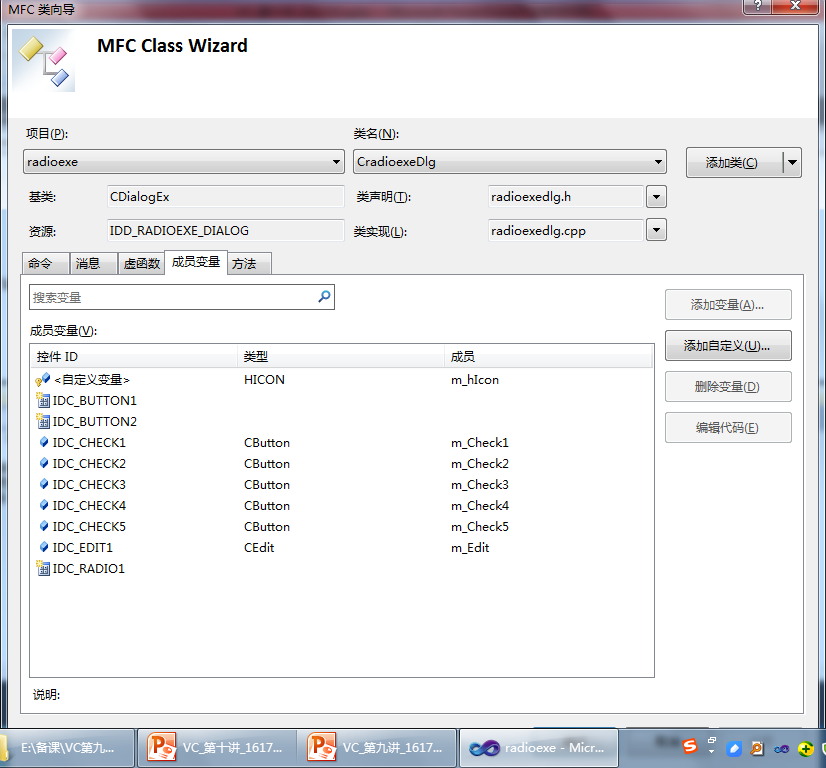 MFC 类向导
MFC Class Wizard
项目(P):
类名(N):
radioexe
CradioexeDlg
添加类(C)
基类:
CDialogEx
类声明(T):
radioexedlg.h
资源:
IDD_RADIOEXE_DIALOG
类实现(L):
radioexedlg.cpp
命令 消息 虚函数 成员变量 方法
搜索变量
添加变量(A)...
成员变量(V):
添加自定义(U)...
控件 ID 类型 成员
<自定义变量> HICON m_hIcon
删除变量(D)
IDC_BUTTON1
IDC_BUTTON2
编辑代码(E)
IDC_CHECK1 CButton m_Check1
IDC_CHECK2 CButton m_Check2
IDC_CHECK3 CButton m_Check3
IDC_CHECK4 CButton m_Check4
IDC_CHECK5 CButton m_Check5
IDC_EDIT1 CEdit m_Edit
IDC_RADIO1
说明:
E:\备课\VC第九... VC_第十讲_1617... VC_第九讲_1617... radioexe - Micr...